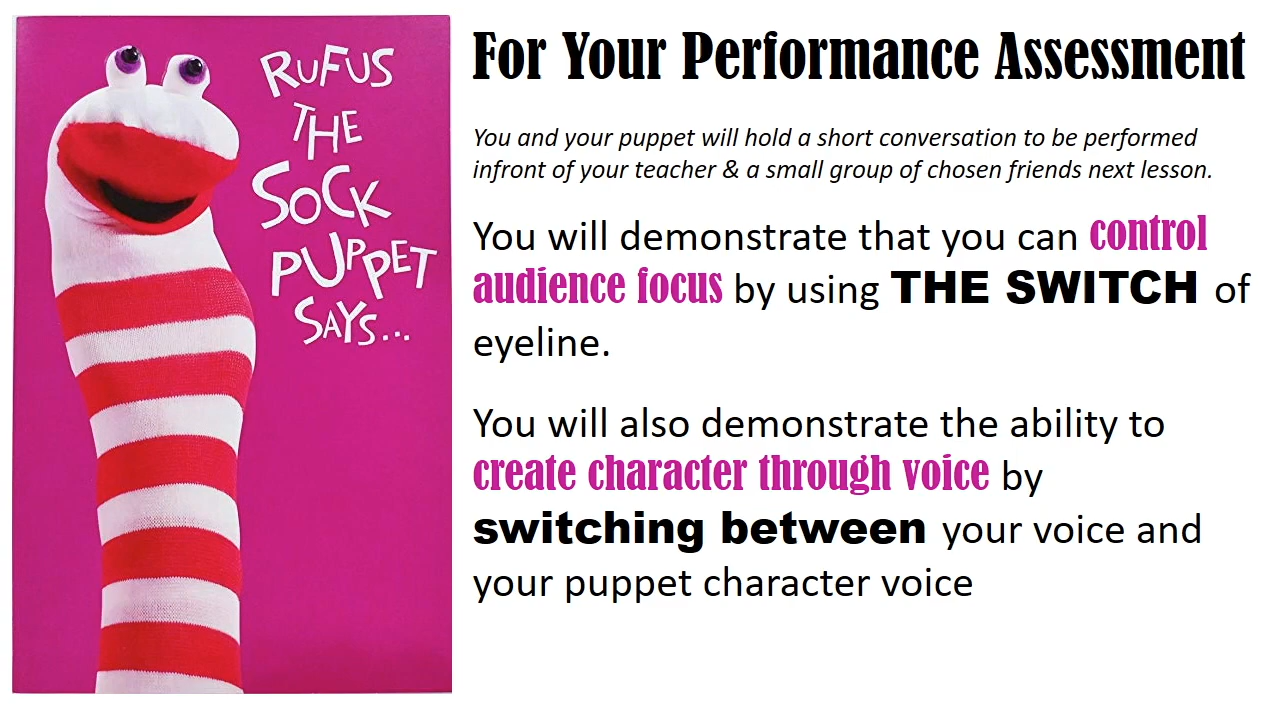 RUFUS
THE
SOCK
PUPPET
SAYS...
For Your Performance Assessment
You and your puppet will hold a short conversation to be performed
infront of your teacher & a small group of chosen friends next lesson.
You will demonstrate that you can control
audience focus by using THE SWITCH of
eyeline.
You will also demonstrate the ability to
create character through voice by
switching between your voice and
your puppet character voice